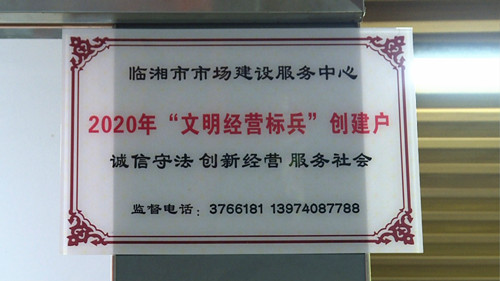 临湘市市场建设服务中心
2020年“文明经营标兵”创建户
诚信守法 创新经营 服务社会
监督电话：3766181 13974087788